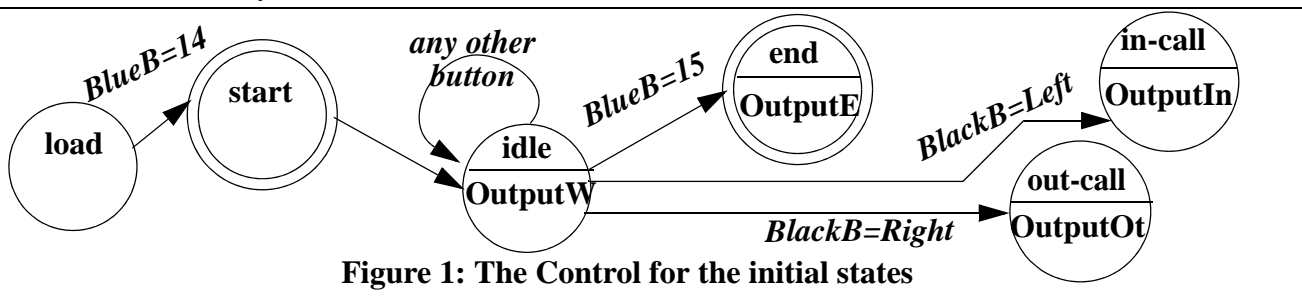 BlueB=14
any other
button
BlueB=15
end
OutputE
in-call
OutputIn
BlackB=Left
load
start
idle
OutputW
out-call
OutputOt
BlackB=Right
Figure 1: The Control for the initial states